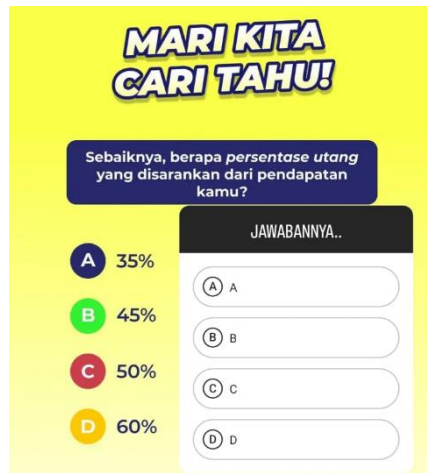 MARI KITA
CARI TAHU!
Sebaiknya, berapa persentase utang
yang disarankan dari pendapatan
kamu?
JAWABANNYA..
A 35%
B 45%
C 50%
D 60%
A A
B B
C C
D D